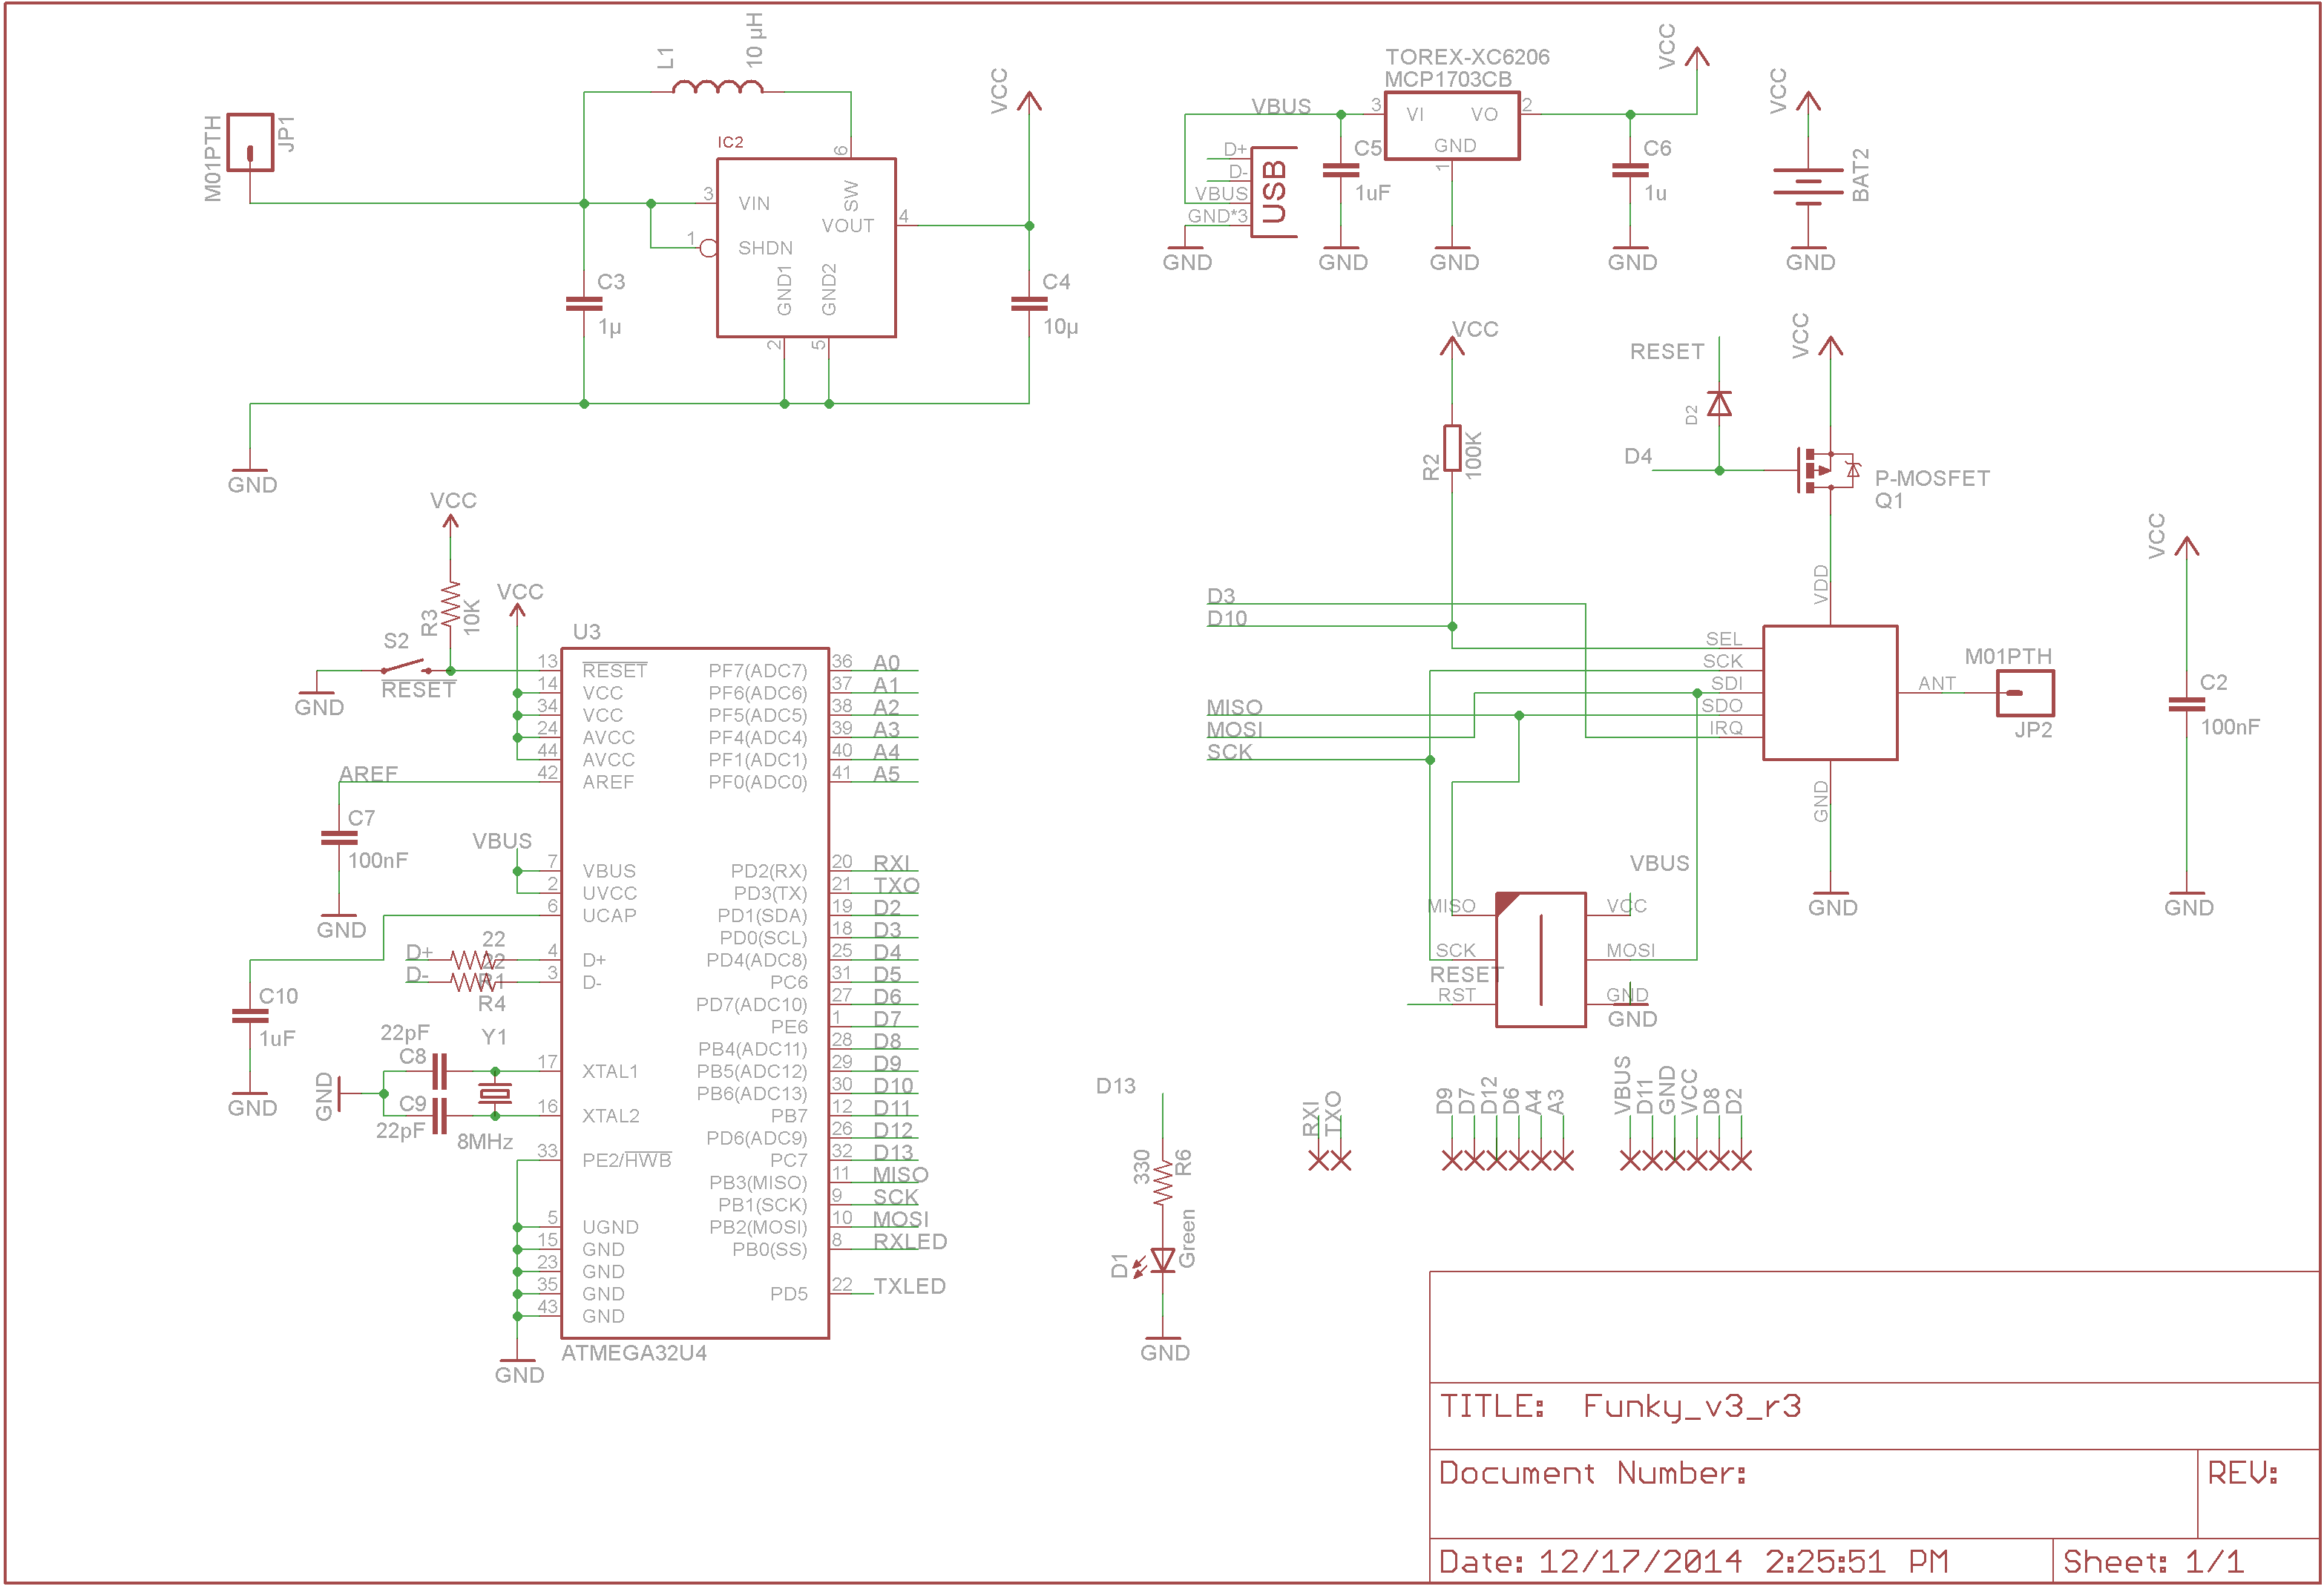 L1
10 µH
M01PTH
JP1
IC2
6
SW
3
VIN
VOUT
4
1
SHDN
GND1
GND2
2
5
C3
1µ
VCC
C4
10µ
GND
TOREX-XC6206
MCP1703CB
VBUS
3
VI
VO
2
GND
1
D+
D-
VBUS
GND*3
USB
C5
1uF
C6
1u
VCC
GND
GND
GND
GND
VCC
BAT2
GND
VCC
R2
100K
RESET
D2
D4
VCC
P-MOSFET
Q1
VDD
D3
D10
MISO
MOSI
SCK
SEL
SCK
SDI
SDO
IRQ
ANT
M01PTH
JP2
GND
GND
VCC
C2
100nF
GND
VBUS
MISO
VCC
SCK
MOSI
RESET
RST
GND
GND
VCC
R3
10K
VCC
S2
RESET
GND
U3
13 RESET PF7(ADC7) 36 A0
14 VCC PF6(ADC6) 37 A1
34 VCC PF5(ADC5) 38 A2
24 AVCC PF4(ADC4) 39 A3
44 AVCC PF1(ADC1) 40 A4
AREF 42 AREF PF0(ADC0) 41 A5
C7
100nF
GND
VBUS
7 VBUS PD2(RX) 20 RXI
2 UVCC PD3(TX) 21 TXO
6 UCAP PD1(SDA) 19 D2
PD0(SCL) 18 D3
D+ 22 4 D+ PD4(ADC8) 25 D4
D- 22 3 D- PC6 31 D5
R1
R4
PD7(ADC10) 27 D6
PE6 1 D7
PB4(ADC11) 28 D8
17 XTAL1 PB5(ADC12) 29 D9
PB6(ADC13) 30 D10
16 XTAL2 PB7 12 D11
PD6(ADC9) 26 D12
33 PE2/HWB PC7 32 D13
PB3(MISO) 11 MISO
PB1(SCK) 9 SCK
5 UGND PB2(MOSI) 10 MOSI
15 GND PB0(SS) 8 RXLED
23 GND
35 GND PD5 22 TXLED
43 GND
GND
ATMEGA32U4
C10
1uF
GND
22pF
C8
Y1
GND
C9
22pF
8MHz
D13
330
R6
Green
D1
GND
RXI
TXO
D9
D7
D12
D6
A4
A3
VBUS
D11
GND
VCC
D8
D2
TITLE: Funky_v3_r3
Document Number:
REV:
Date: 12/17/2014 2:25:51 PM
Sheet: 1/1